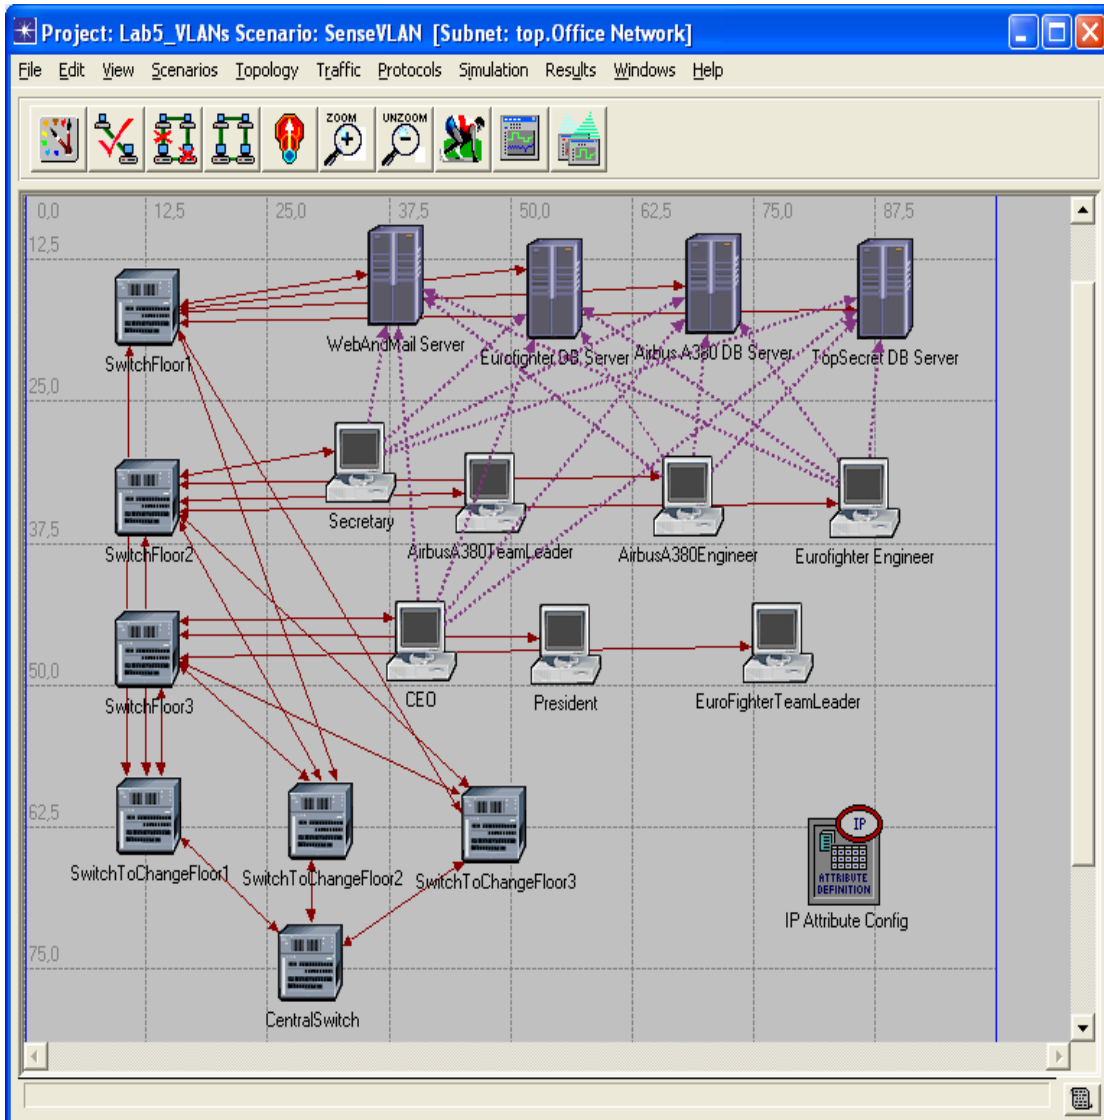 Project: Lab5_VLANs Scenario: SenseVLAN [Subnet: top.Office Network]
File Edit View Scenarios Topology Traffic Protocols Simulation Results Windows Help
ZOOM UNZOOM
0,0 12,5 25,0 37,5 50,0 62,5 75,0 87,5
12,5
WebAndMail Server Eurofighter DB Server Airbus A380 DB Server TopSecret DB Server
SwitchFloor1
25,0
Secretary
37,5
SwitchFloor2 AirbusA380TeamLeader AirbusA380Engineer Eurofighter Engineer
50,0
SwitchFloor3 CEO President EuroFighterTeamLeader
62,5
IP
ATTRIBUTE
DEFINITION
SwitchToChangeFloor1 SwitchToChangeFloor2 SwitchToChangeFloor3
IP Attribute Config
75,0
CentralSwitch